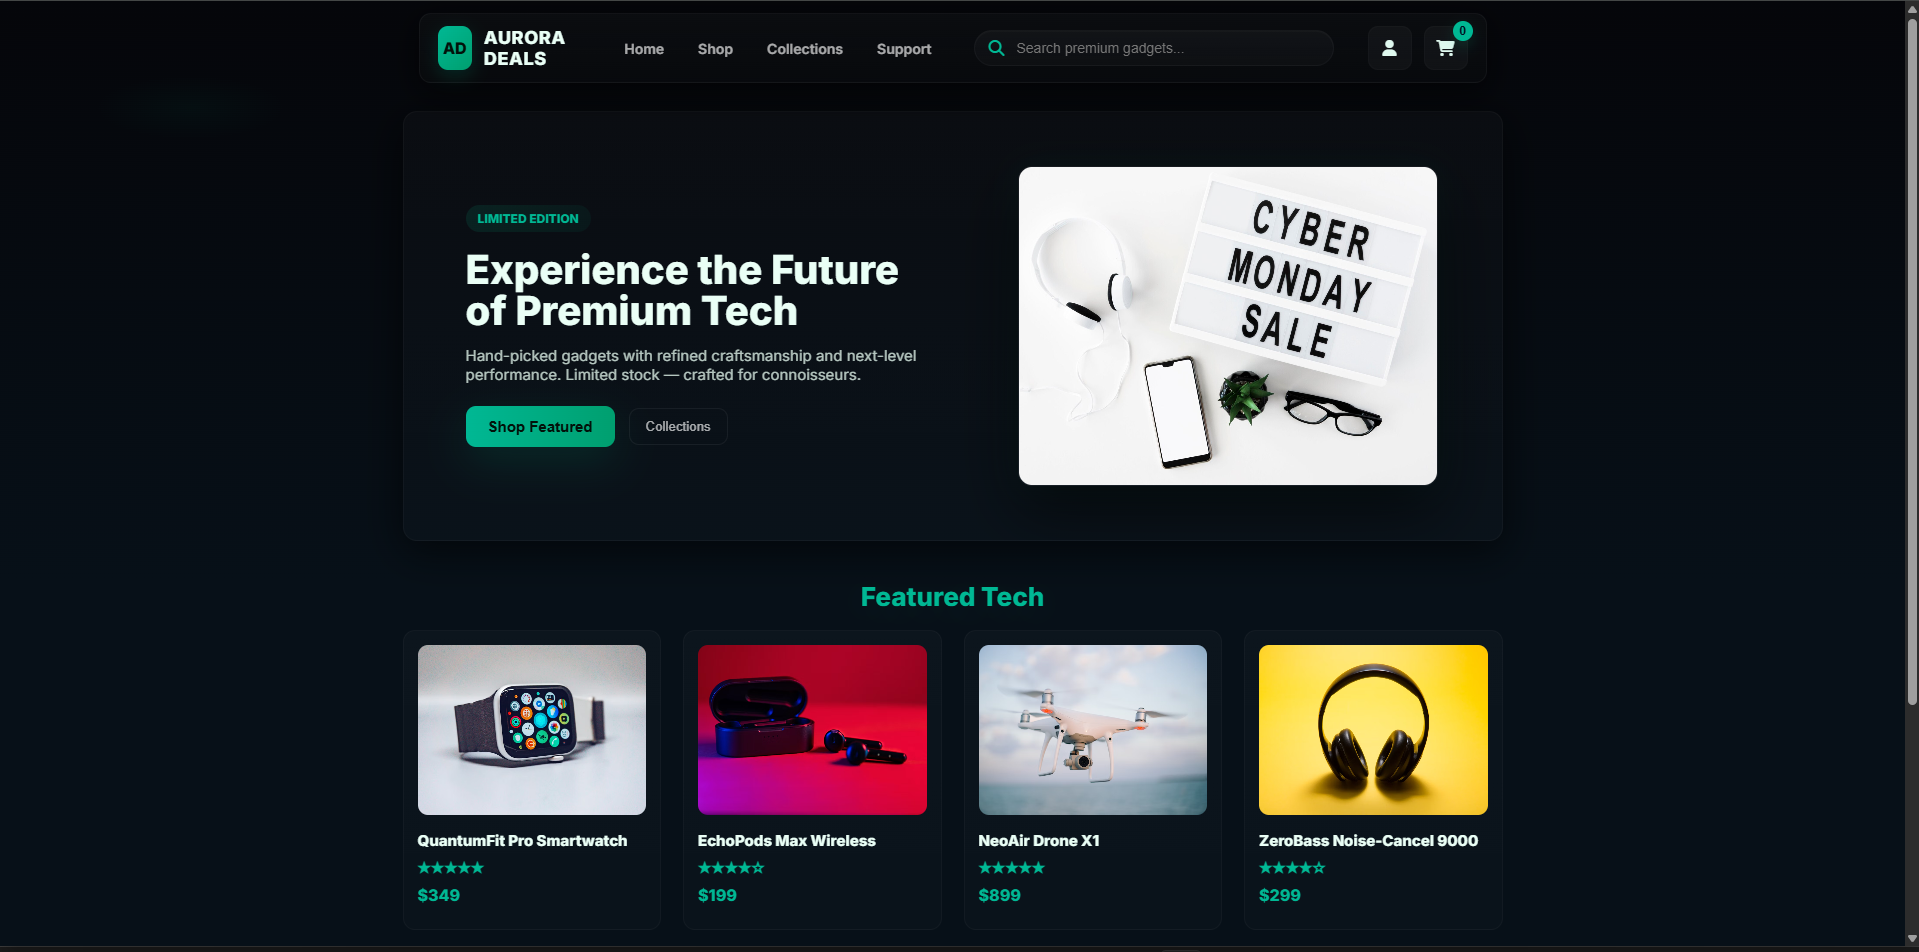 AD
AURORA
DEALS
Home
Shop
Collections
Support
Search premium gadgets...
0
LIMITED EDITION
Experience the Future
of Premium Tech
Hand-picked gadgets with refined craftsmanship and next-level
performance. Limited stock — crafted for connoisseurs.
Shop Featured
Collections
CYBER
MONDAY
SALE
Featured Tech
QuantumFit Pro Smartwatch
★★★★★
$349
EchoPods Max Wireless
★★★★☆
$199
NeoAir Drone X1
★★★★★
$899
ZeroBass Noise-Cancel 9000
★★★★☆
$299